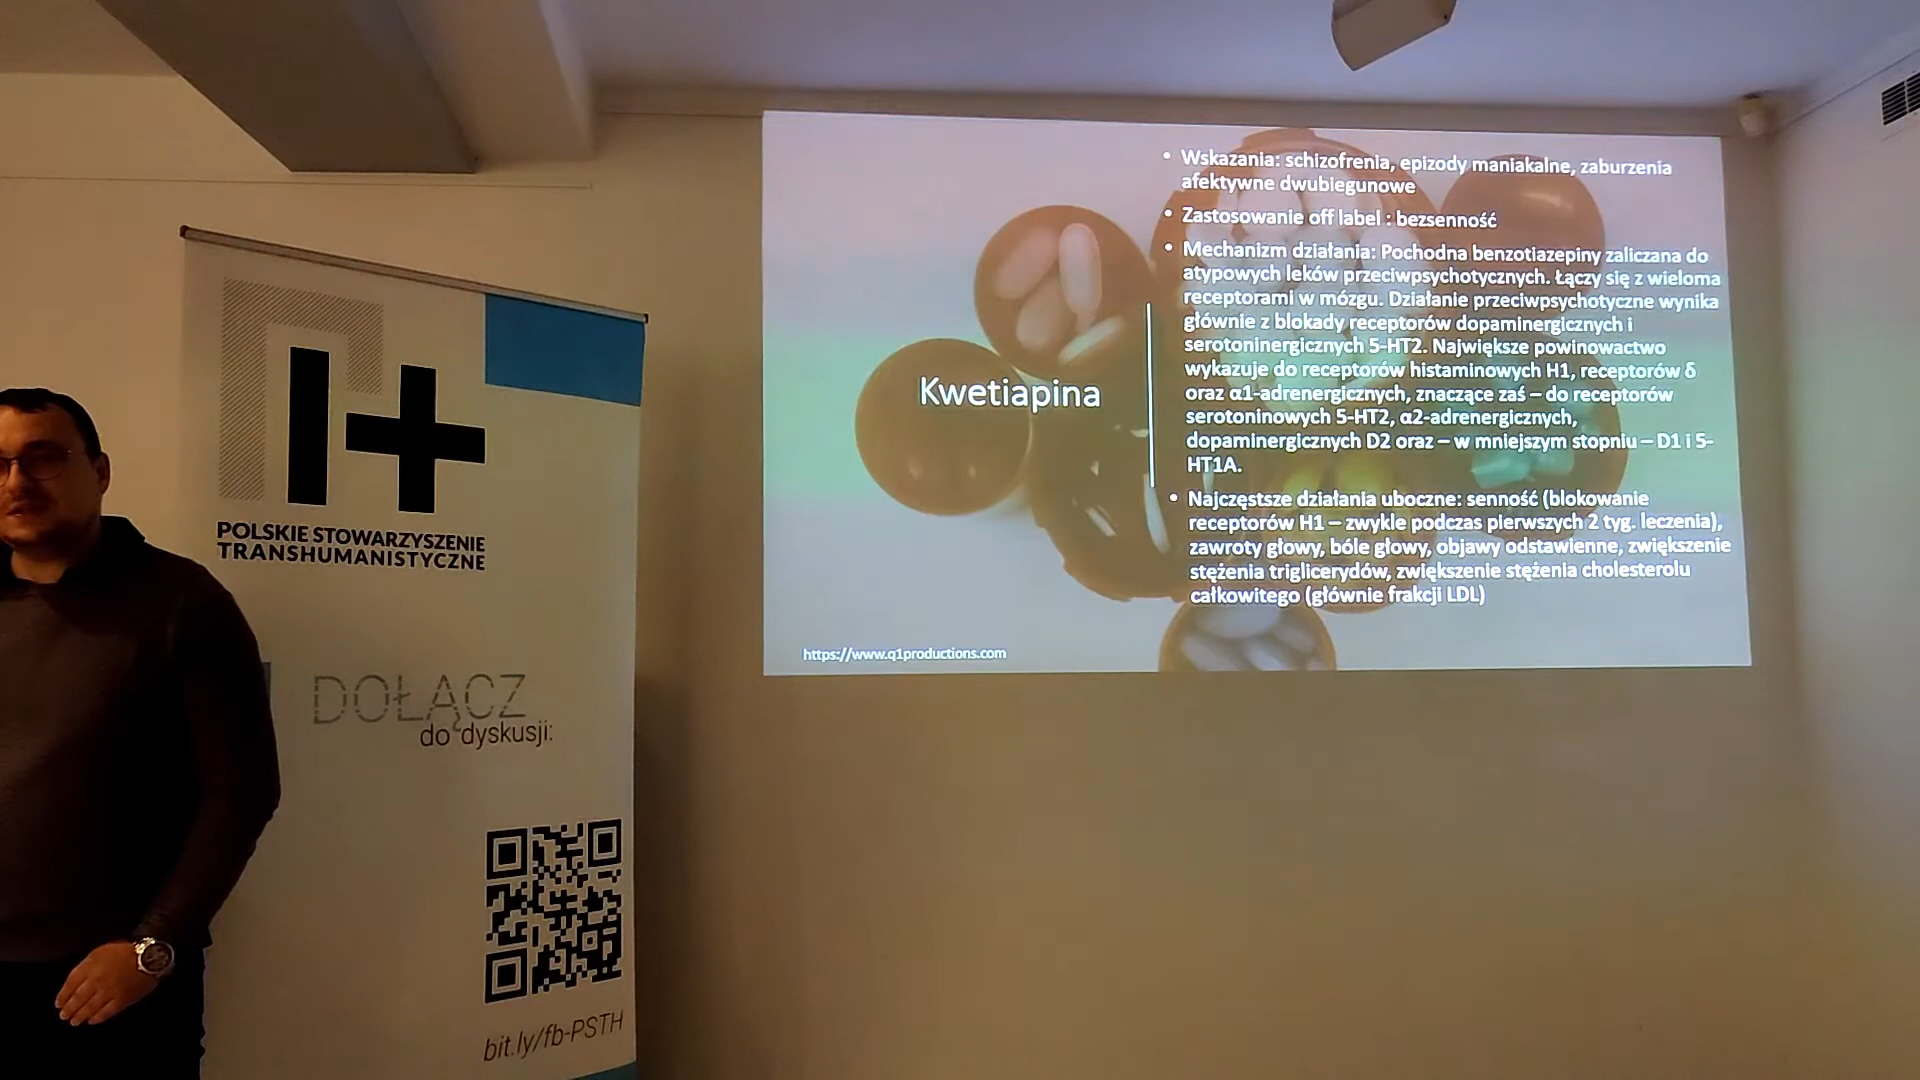 POLSKIE STOWARZYSZENIE
TRANSHUMANISTYCZNE
DOŁĄCZ
do dyskusji:
bit.ly/fb-PSTH
Kwetiapina
• Wskazania: schizofrenia, epizody maniakalne, zaburzenia
afektywne dwubiegunowe
• Zastosowanie off label : bezsenność
• Mechanizm działania: Pochodna benzotiazepiny zaliczana do
atypowych leków przeciwpsychotycznych. Łączy się z wieloma
receptorami w mózgu. Działanie przeciwpsychotyczne wynika
głównie z blokady receptorów dopaminergicznych i
serotoninergicznych 5-HT2. Największe powinowactwo
wykazuje do receptorów histaminowych H1, receptorów δ
oraz α1-adrenergicznych, znaczące zaś – do receptorów
serotoninowych 5-HT2, α2-adrenergicznych,
dopaminergicznych D2 oraz – w mniejszym stopniu – D1 i 5-
HT1A.
• Najczęstsze działania uboczne: senność (blokowanie
receptorów H1 – zwykle podczas pierwszych 2 tyg. leczenia),
zawroty głowy, bóle głowy, objawy odstawienne, zwiększenie
stężenia triglicerydów, zwiększenie stężenia cholesterolu
całkowitego (głównie frakcji LDL)
https://www.q1productions.com